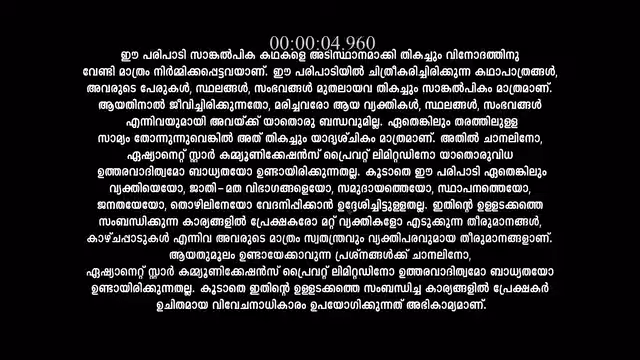 00:00:04.960
ഈ പരിപാടി സാങ്കൽപിക കഥകളെ അടിസ്ഥാനമാക്കി തികച്ചും വിനോദത്തിനു
വേണ്ടി മാത്രം നിർമ്മിക്കപ്പെട്ടവയാണ്. ഈ പരിപാടിയിൽ ചിത്രീകരിച്ചിരിക്കുന്ന കഥാപാത്രങ്ങൾ,
അവരുടെ പേരുകൾ, സ്ഥലങ്ങൾ, സംഭവങ്ങൾ മുതലായവ തികച്ചും സാങ്കൽപികം മാത്രമാണ്.
ആയതിനാൽ ജീവിച്ചിരിക്കുന്നതോ, മരിച്ചവരോ ആയ വ്യക്തികൾ, സ്ഥലങ്ങൾ, സംഭവങ്ങൾ
എന്നിവയുമായി അവയ്ക്ക് യാതൊരു ബന്ധവുമില്ല. ഏതെങ്കിലും തരത്തിലുള്ള
സാമ്യം തോന്നുന്നുവെങ്കിൽ അത് തികച്ചും യാദൃശ്ചികം മാത്രമാണ്. അതിൽ ചാനലിനോ,
ഏഷ്യാനെറ്റ് സ്റ്റാർ കമ്മ്യൂണിക്കേഷൻസ് പ്രൈവറ്റ് ലിമിറ്റഡിനോ യാതൊരുവിധ
ഉത്തരവാദിത്വമോ ബാധ്യതയോ ഉണ്ടായിരിക്കുന്നതല്ല. കൂടാതെ ഈ പരിപാടി ഏതെങ്കിലും
വ്യക്തിയെയോ, ജാതി-മത വിഭാഗങ്ങളെയോ, സമുദായത്തെയോ, സ്ഥാപനത്തെയോ,
ജനതയേയോ, തൊഴിലിനേയോ വേദനിപ്പിക്കാൻ ഉദ്ദേശിച്ചിട്ടുള്ളതല്ല. ഇതിന്റെ ഉള്ളടക്കത്തെ
സംബന്ധിക്കുന്ന കാര്യങ്ങളിൽ പ്രേക്ഷകരോ മറ്റ് വ്യക്തികളോ എടുക്കുന്ന തീരുമാനങ്ങൾ,
കാഴ്ചപ്പാടുകൾ എന്നിവ അവരുടെ മാത്രം സ്വതന്ത്രവും വ്യക്തിപരവുമായ തീരുമാനങ്ങളാണ്.
ആയതുമൂലം ഉണ്ടായേക്കാവുന്ന പ്രശ്നങ്ങൾക്ക് ചാനലിനോ,
ഏഷ്യാനെറ്റ് സ്റ്റാർ കമ്മ്യൂണിക്കേഷൻസ് പ്രൈവറ്റ് ലിമിറ്റഡിനോ ഉത്തരവാദിത്വമോ ബാധ്യതയോ
ഉണ്ടായിരിക്കുന്നതല്ല. കൂടാതെ ഇതിന്റെ ഉള്ളടക്കത്തെ സംബന്ധിച്ച കാര്യങ്ങളിൽ പ്രേക്ഷകർ
ഉചിതമായ വിവേചനാധികാരം ഉപയോഗിക്കുന്നത് അഭികാമ്യമാണ്.